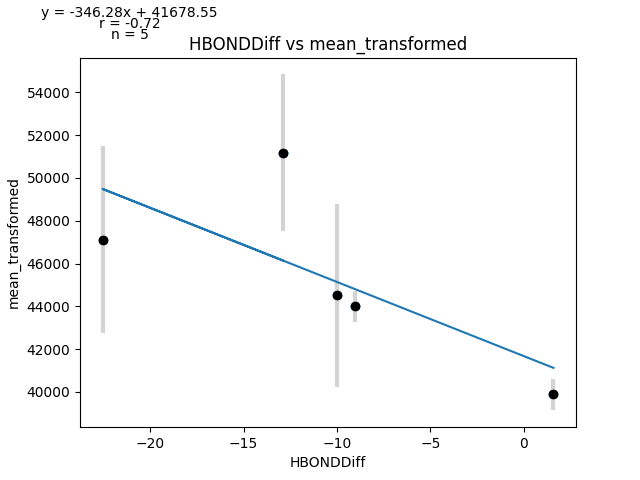 y = -346.28x + 41678.55
r = -0.72
n = 5
HBONDDiff vs mean_transformed
54000
52000
50000
48000
46000
44000
42000
40000
mean_transformed
−20
−15
−10
−5
0
HBONDDiff